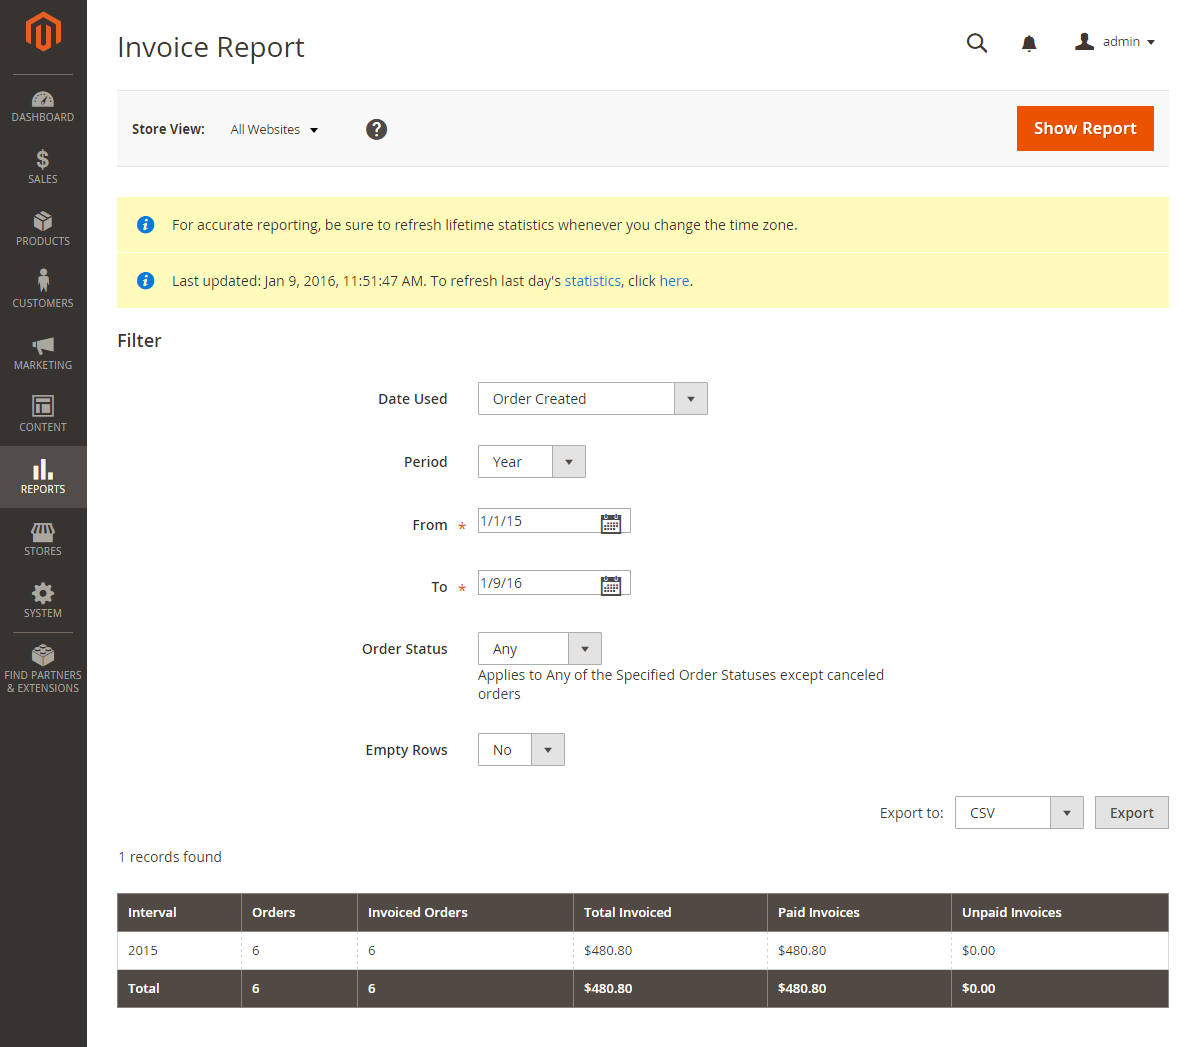 Invoice Report
admin
DASHBOARD
SALES
PRODUCTS
CUSTOMERS
MARKETING
CONTENT
REPORTS
STORES
SYSTEM
FIND PARTNERS
& EXTENSIONS
Store View: All Websites ?
Show Report
For accurate reporting, be sure to refresh lifetime statistics whenever you change the time zone.
Last updated: Jan 9, 2016, 11:51:47 AM. To refresh last day's statistics, click here.
Filter
Date Used Order Created
Period Year
From * 1/1/15
To * 1/9/16
Order Status Any
Applies to Any of the Specified Order Statuses except canceled
orders
Empty Rows No
Export to: CSV Export
1 records found
Interval Orders Invoiced Orders Total Invoiced Paid Invoices Unpaid Invoices
2015 6 6 $480.80 $480.80 $0.00
Total 6 6 $480.80 $480.80 $0.00